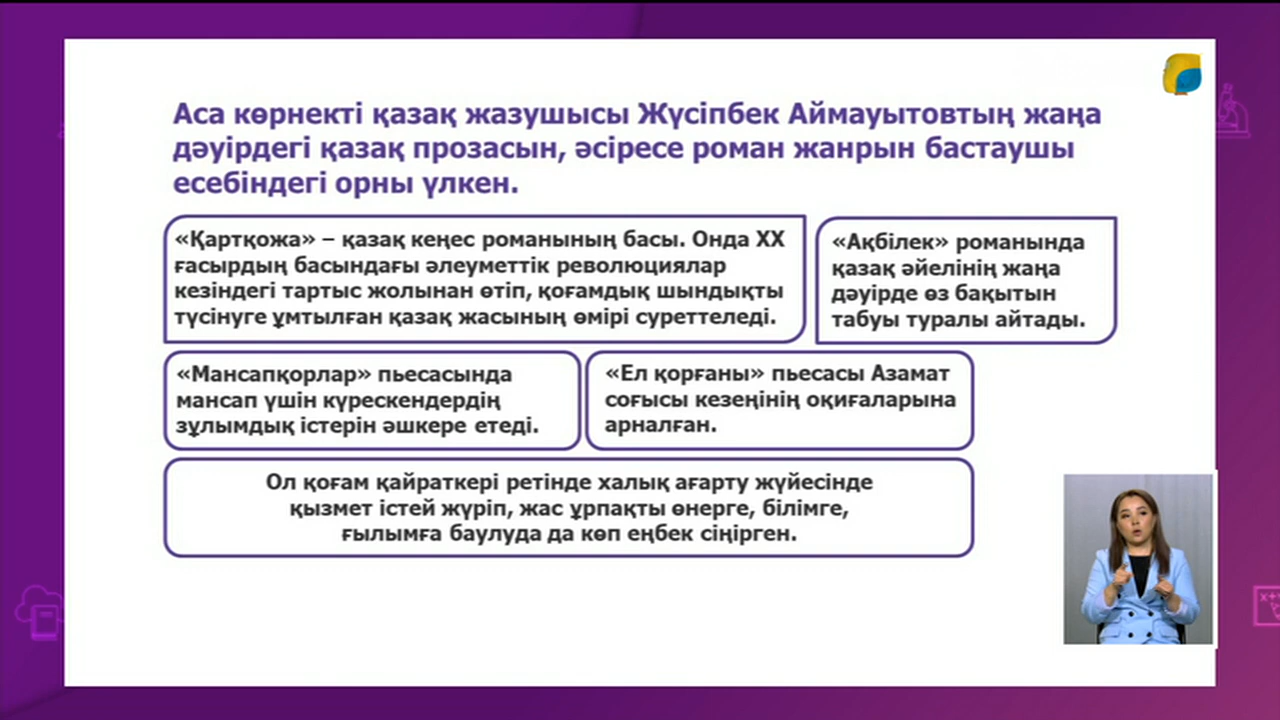 Аса көрнекті қазақ жазушысы Жүсіпбек Аймауытовтың жаңа
дәуірдегі қазақ прозасын, әсіресе роман жанрын бастаушы
есебіндегі орны үлкен.
«Қартқожа» – қазақ кеңес романының басы. Онда ХХ
ғасырдың басындағы әлеуметтік революциялар
кезіндегі тартыс жолынан өтіп, қоғамдық шындықты
түсінуге ұмтылған қазақ жасының өмірі суреттеледі.
«Ақбілек» романында
қазақ әйелінің жаңа
дәуірде өз бақытын
табуы туралы айтады.
«Мансапқорлар» пьесасында
мансап үшін күрескендердің
зұлымдық істерін әшкере етеді.
«Ел қорғаны» пьесасы Азамат
соғысы кезеңінің оқиғаларына
арналған.
Ол қоғам қайраткері ретінде халық ағарту жүйесінде
қызмет істей жүріп, жас ұрпақты өнерге, білімге,
ғылымға баулуда да көп еңбек сіңірген.